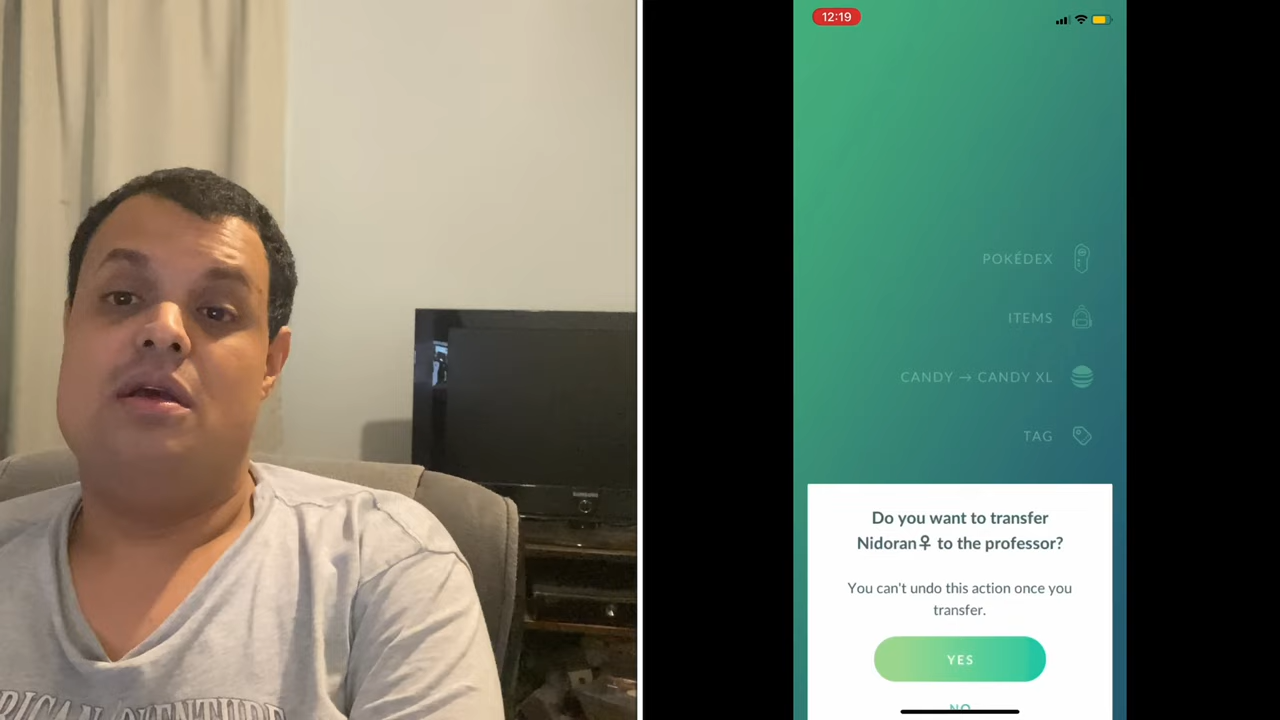 12:19
POKÉDEX
ITEMS
CANDY → CANDY XL
TAG
Do you want to transfer
Nidoran♀ to the professor?
You can't undo this action once you
transfer.
YES
NO